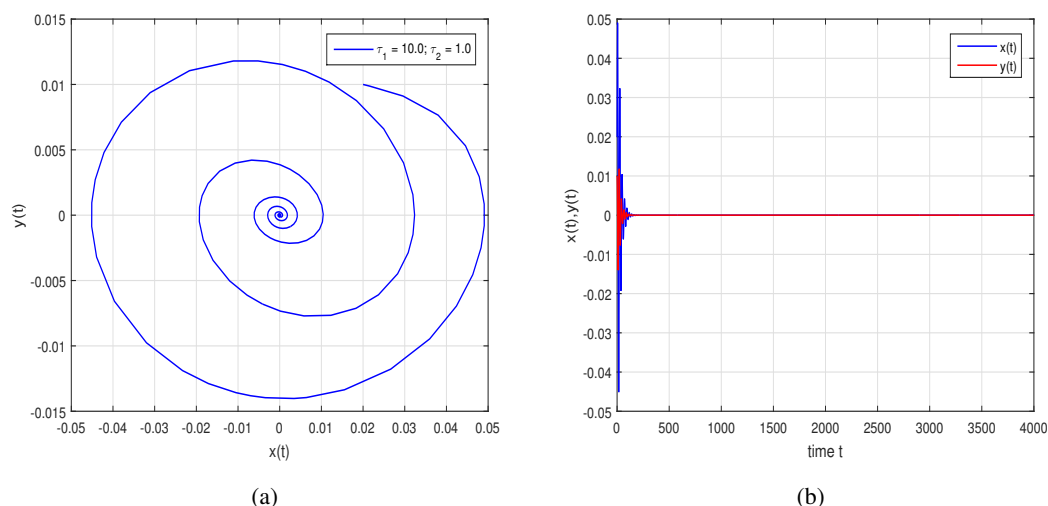 0.015
0.01
0.005
0
-0.005
-0.01
-0.015
y(t)
τ1 = 10.0; τ2 = 1.0
-0.05 -0.04 -0.03 -0.02 -0.01 0 0.01 0.02 0.03 0.04 0.05
x(t)
(a)
0.05
0.04
0.03
0.02
0.01
0
-0.01
-0.02
-0.03
-0.04
-0.05
x(t),y(t)
x(t)
y(t)
0 500 1000 1500 2000 2500 3000 3500 4000
time t
(b)